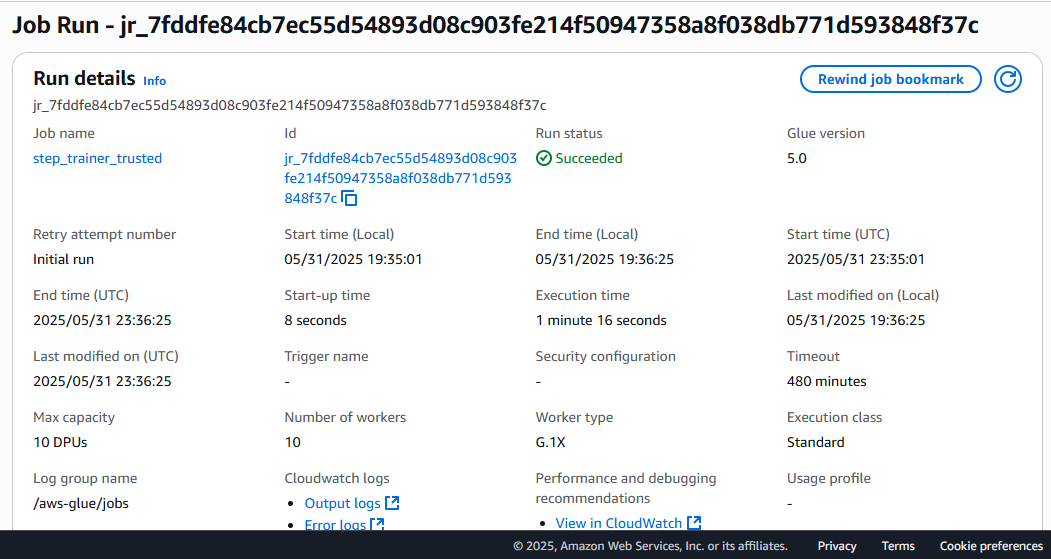 Job Run - jr_7fddfe84cb7ec55d54893d08c903fe214f50947358a8f038db771d593848f37c
Run details Info
Rewind job bookmark
jr_7fddfe84cb7ec55d54893d08c903fe214f50947358a8f038db771d593848f37c
Job name
step_trainer_trusted
Id
jr_7fddfe84cb7ec55d54893d08c903
fe214f50947358a8f038db771d593
848f37c
Run status
Succeeded
Glue version
5.0
Retry attempt number
Initial run
Start time (Local)
05/31/2025 19:35:01
End time (Local)
05/31/2025 19:36:25
Start time (UTC)
2025/05/31 23:35:01
End time (UTC)
2025/05/31 23:36:25
Start-up time
8 seconds
Execution time
1 minute 16 seconds
Last modified on (Local)
05/31/2025 19:36:25
Last modified on (UTC)
2025/05/31 23:36:25
Trigger name
-
Security configuration
-
Timeout
480 minutes
Max capacity
10 DPUs
Number of workers
10
Worker type
G.1X
Execution class
Standard
Log group name
/aws-glue/jobs
Cloudwatch logs
• Output logs
• Error logs
Performance and debugging
recommendations
• View in CloudWatch
Usage profile
-
© 2025, Amazon Web Services, Inc. or its affiliates.
Privacy
Terms
Cookie preferences